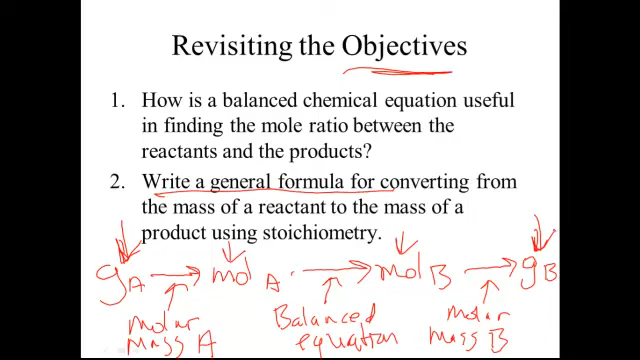 Revisiting the Objectives
1. How is a balanced chemical equation useful
in finding the mole ratio between the
reactants and the products?
2. Write a general formula for converting from
the mass of a reactant to the mass of a
product using stoichiometry.
g A → mol A → mol B → g B
molar Balanced molar
mass A equation mass B